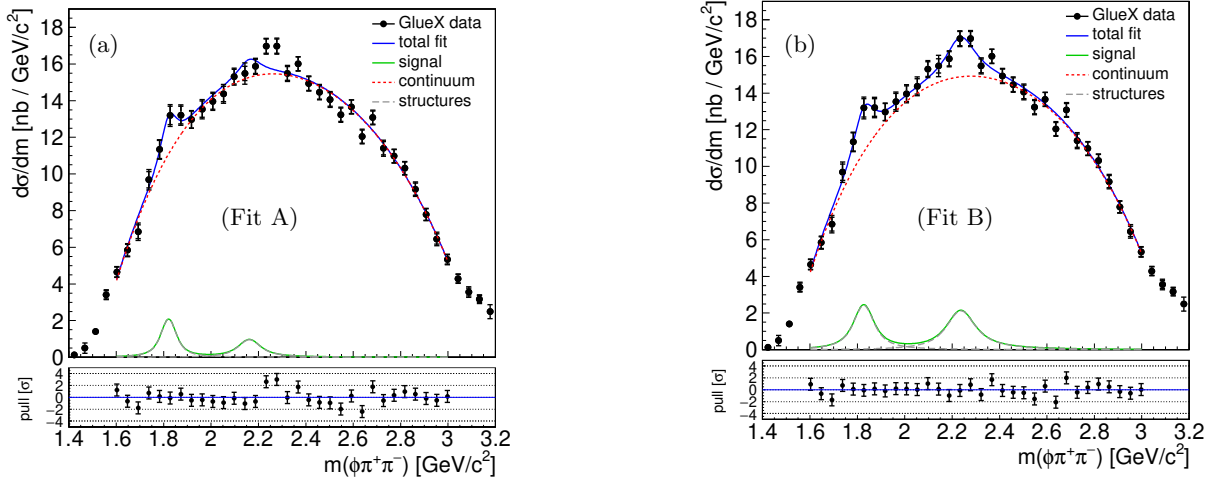 (a)
GlueX data
total fit
signal
continuum
structures
(Fit A)
dσ/dm [nb / GeV/c²]
18
16
14
12
10
8
6
4
2
0
pull [σ]
4
2
0
−2
−4
1.4 1.6 1.8 2 2.2 2.4 2.6 2.8 3 3.2
m(ϕπ⁺π⁻) [GeV/c²]
(b)
GlueX data
total fit
signal
continuum
structures
(Fit B)
dσ/dm [nb / GeV/c²]
18
16
14
12
10
8
6
4
2
0
pull [σ]
4
2
0
−2
−4
1.4 1.6 1.8 2 2.2 2.4 2.6 2.8 3 3.2
m(ϕπ⁺π⁻) [GeV/c²]